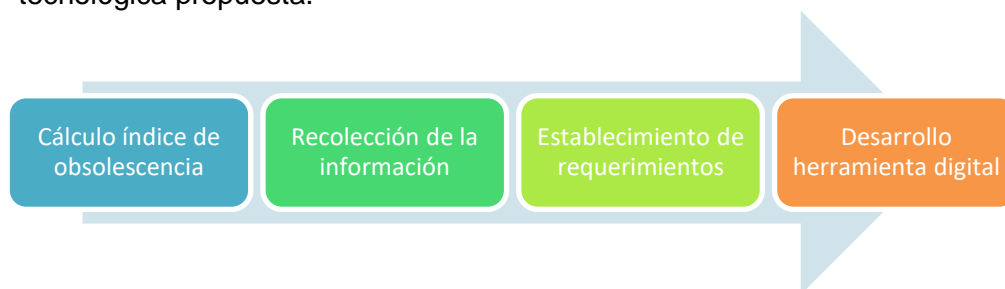 tecnológica propuesta.
Cálculo índice de
obsolescencia
Recolección de la
información
Establecimiento de
requerimientos
Desarrollo
herramienta digital